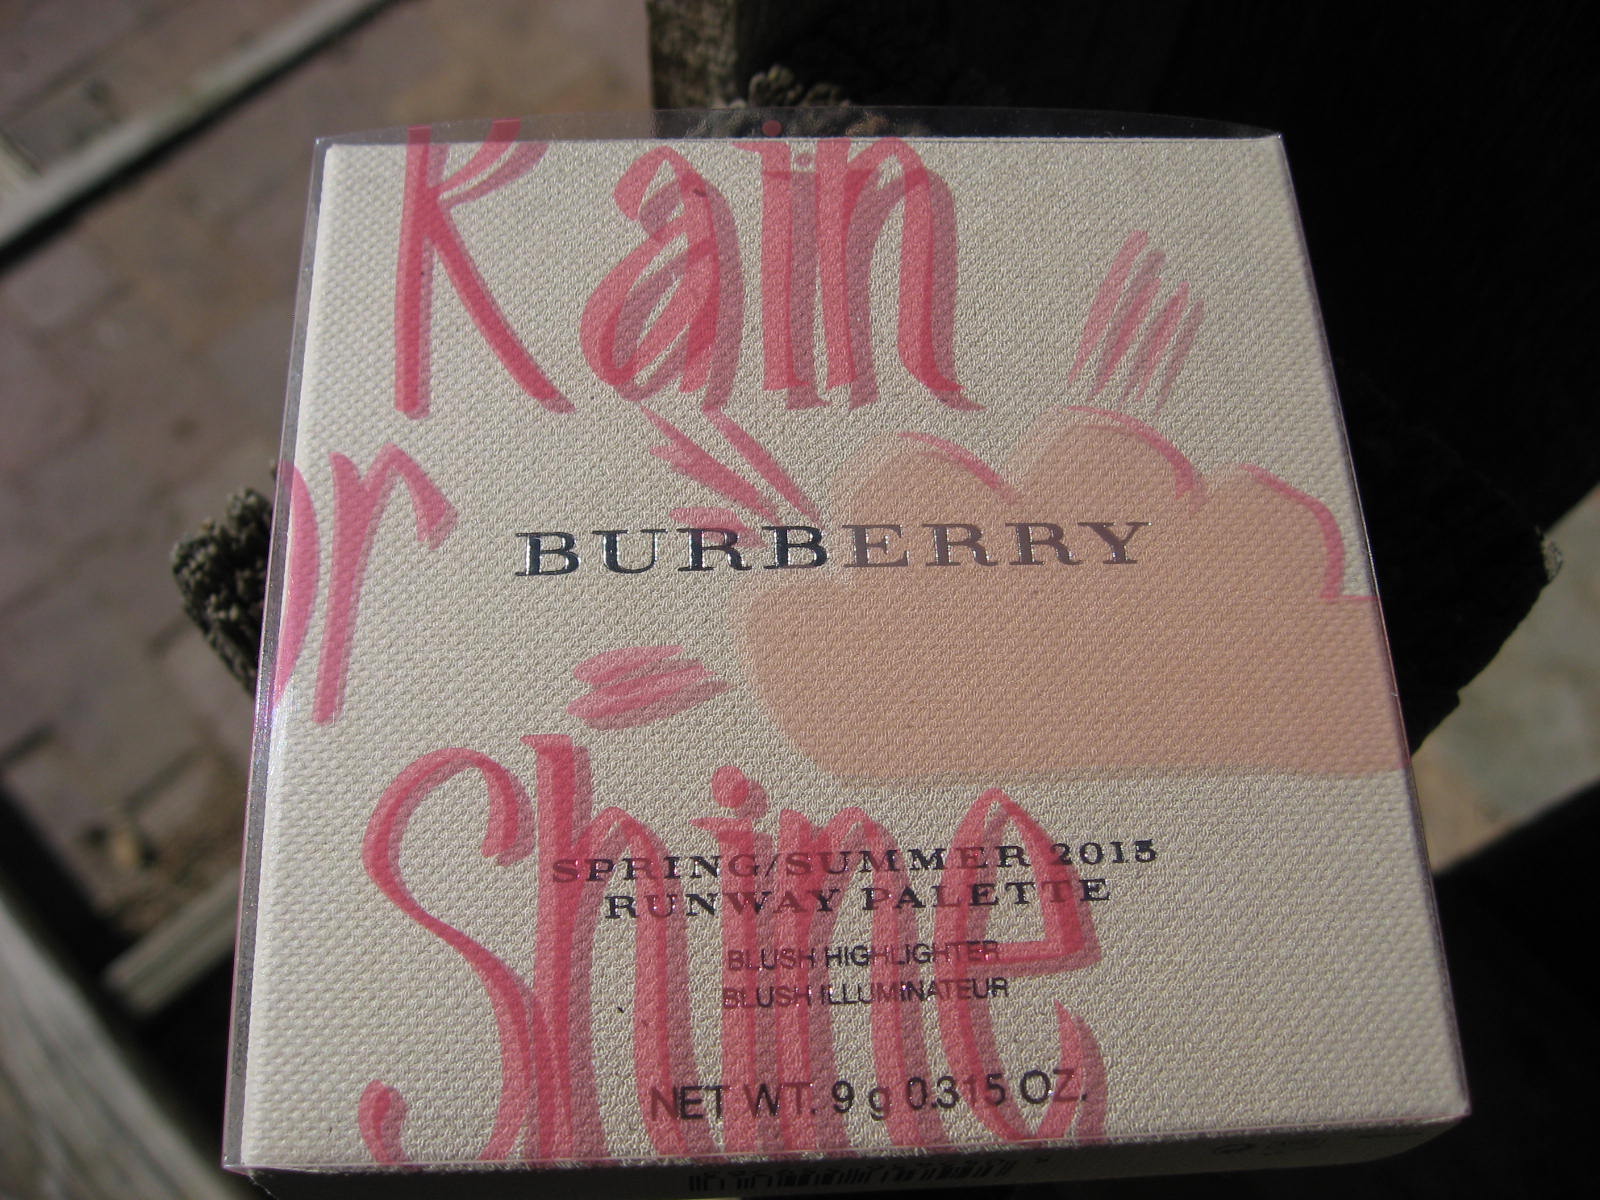 Rain
or
BURBERRY
Shine
SPRING/SUMMER 2015
RUNWAY PALETTE
BLUSH HIGHLIGHTER
BLUSH ILLUMINATEUR
NET WT. 9 g 0.315 OZ.